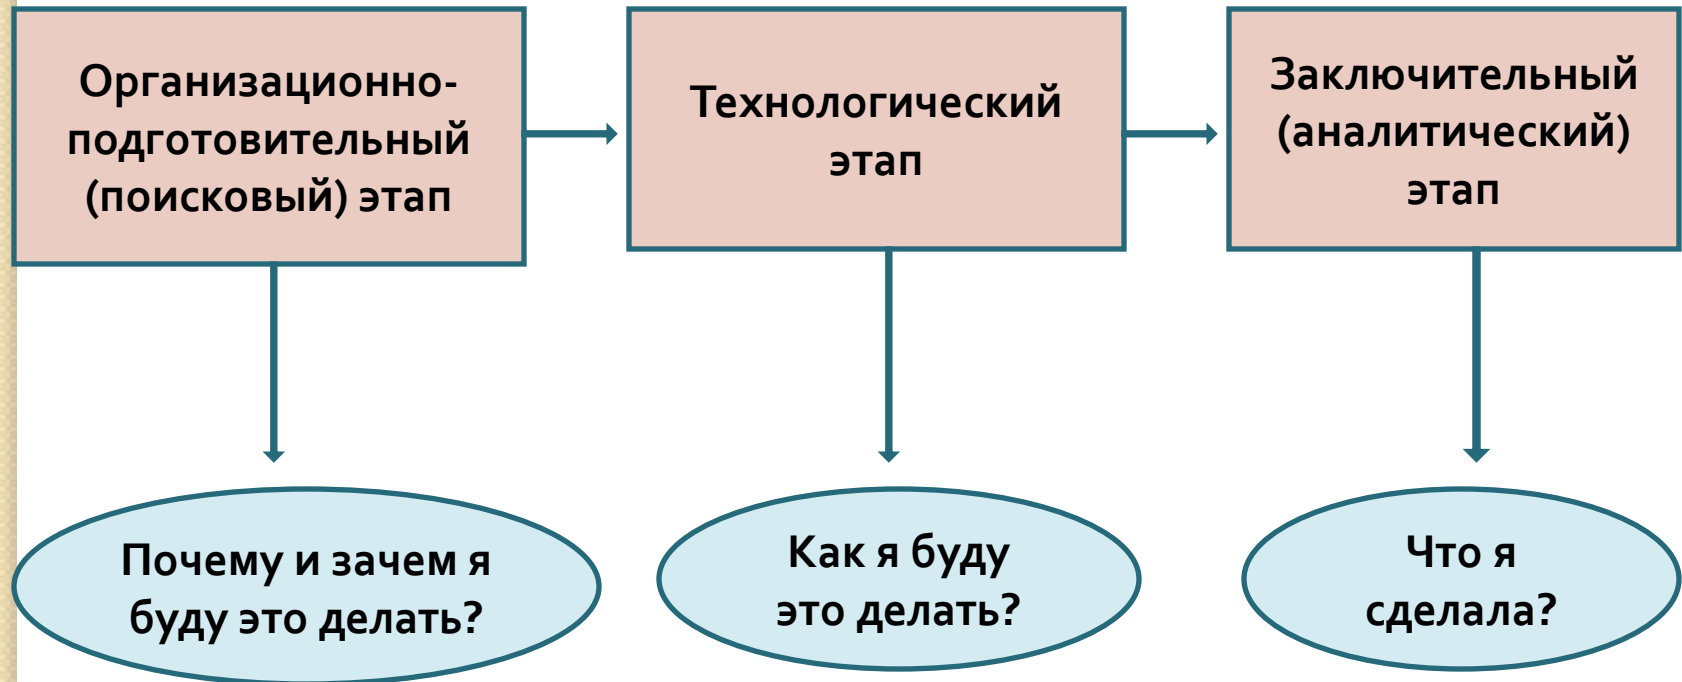 Организационно-
подготовительный
(поисковый) этап
Технологический
этап
Заключительный
(аналитический)
этап
Почему и зачем я
буду это делать?
Как я буду
это делать?
Что я
сделала?